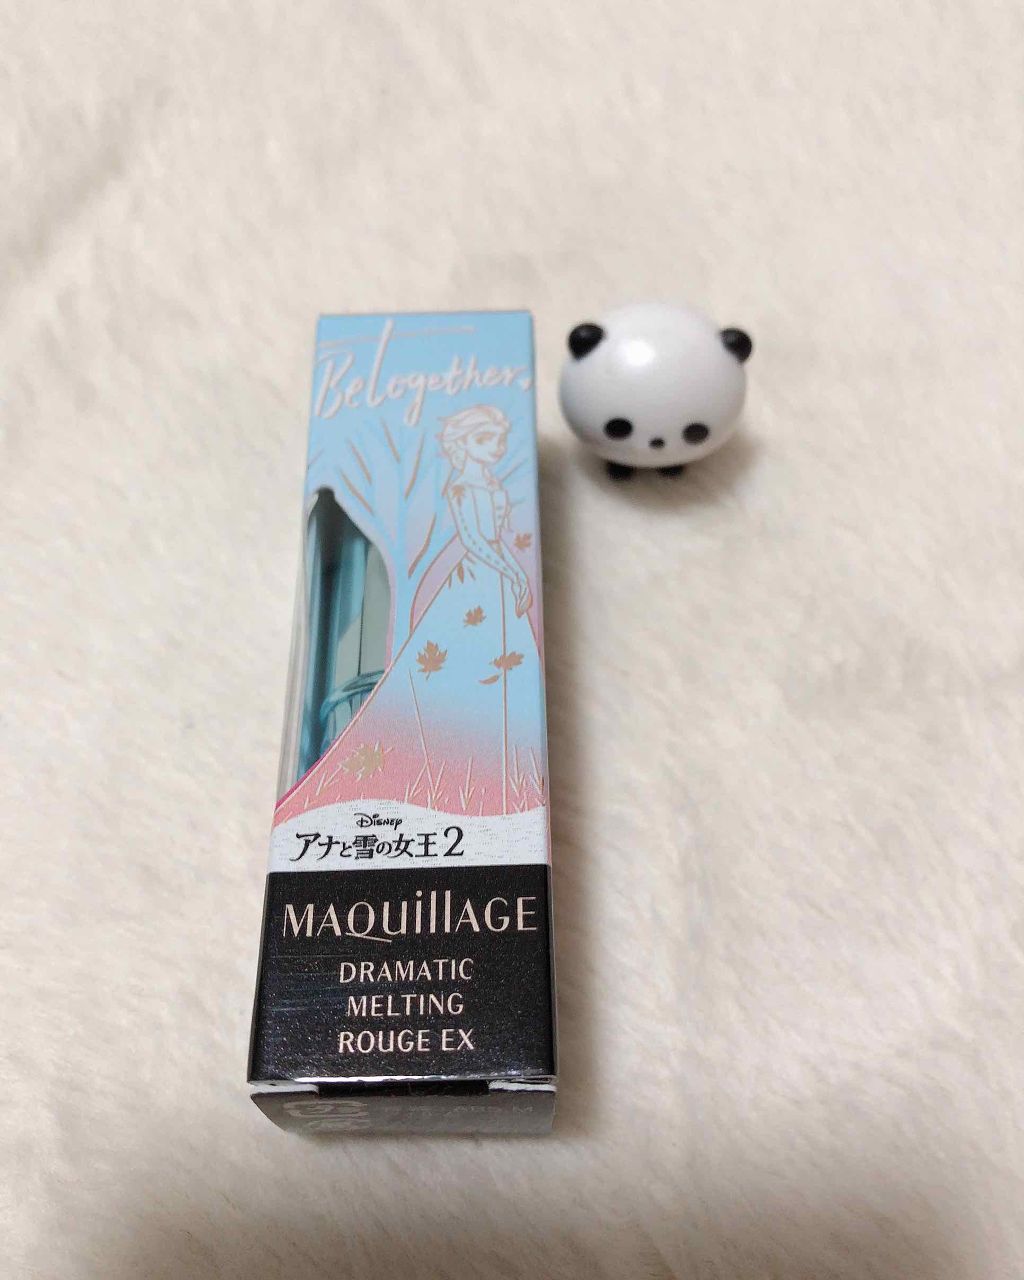 Be Together.
Disney
アナと雪の女王2
MAQuillAGE
DRAMATIC
MELTING
ROUGE EX